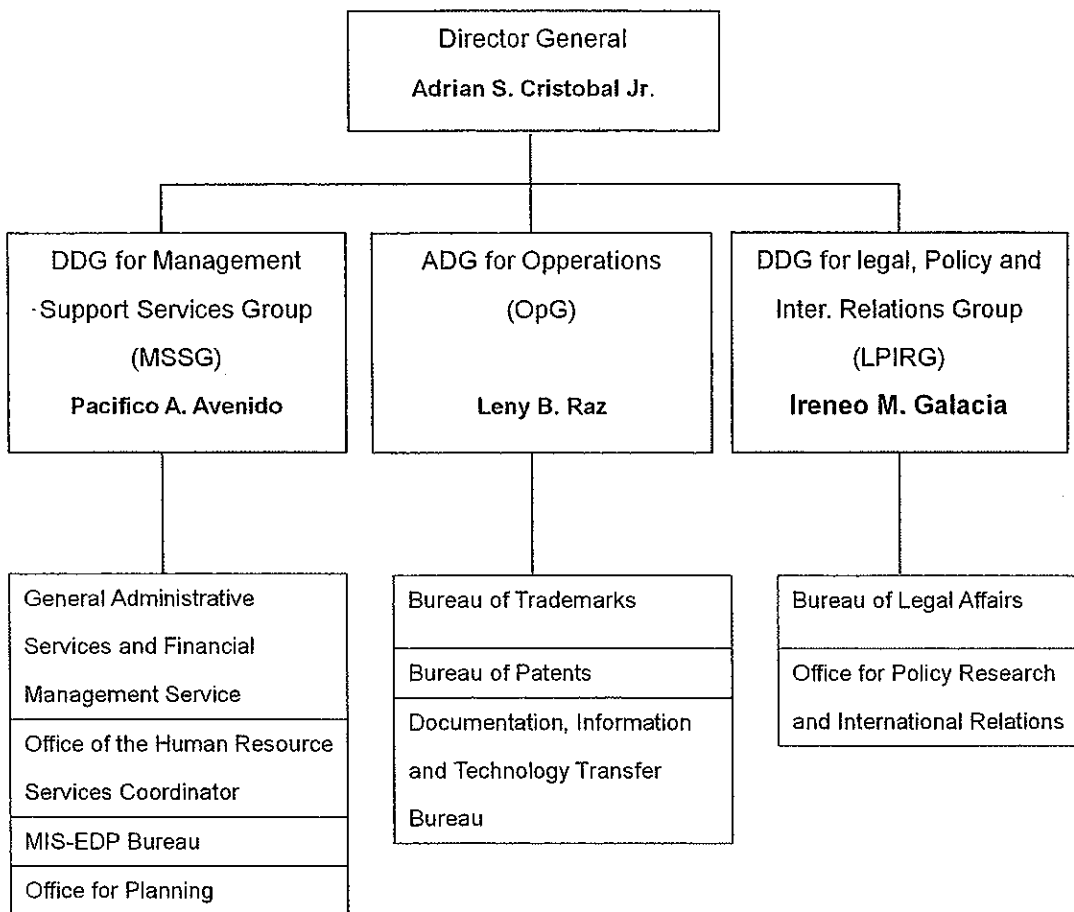 Director General
Adrian S. Cristobal Jr.
DDG for Management
Support Services Group
(MSSG)
Pacifico A. Avenido
ADG for Opperations
(OpG)
Leny B. Raz
DDG for legal, Policy and
Inter. Relations Group
(LPIRG)
Ireneo M. Galacia
General Administrative
Services and Financial
Management Service
Office of the Human Resource
Services Coordinator
MIS-EDP Bureau
Office for Planning
Bureau of Trademarks
Bureau of Patents
Documentation, Information
and Technology Transfer
Bureau
Bureau of Legal Affairs
Office for Policy Research
and International Relations